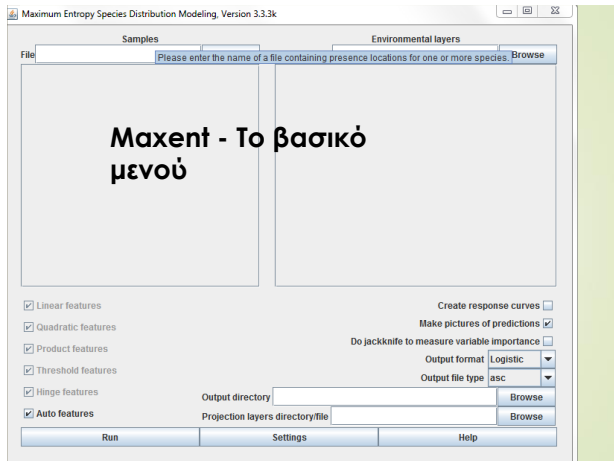 Maximum Entropy Species Distribution Modeling, Version 3.3.3k
Samples
Environmental layers
File
Please enter the name of a file containing presence locations for one or more species.
Browse
Maxent - Το βασικό
μενού
Linear features
Quadratic features
Product features
Threshold features
Hinge features
Auto features
Create response curves
Make pictures of predictions
Do jackknife to measure variable importance
Output format Logistic
Output file type asc
Output directory Browse
Projection layers directory/file Browse
Run Settings Help